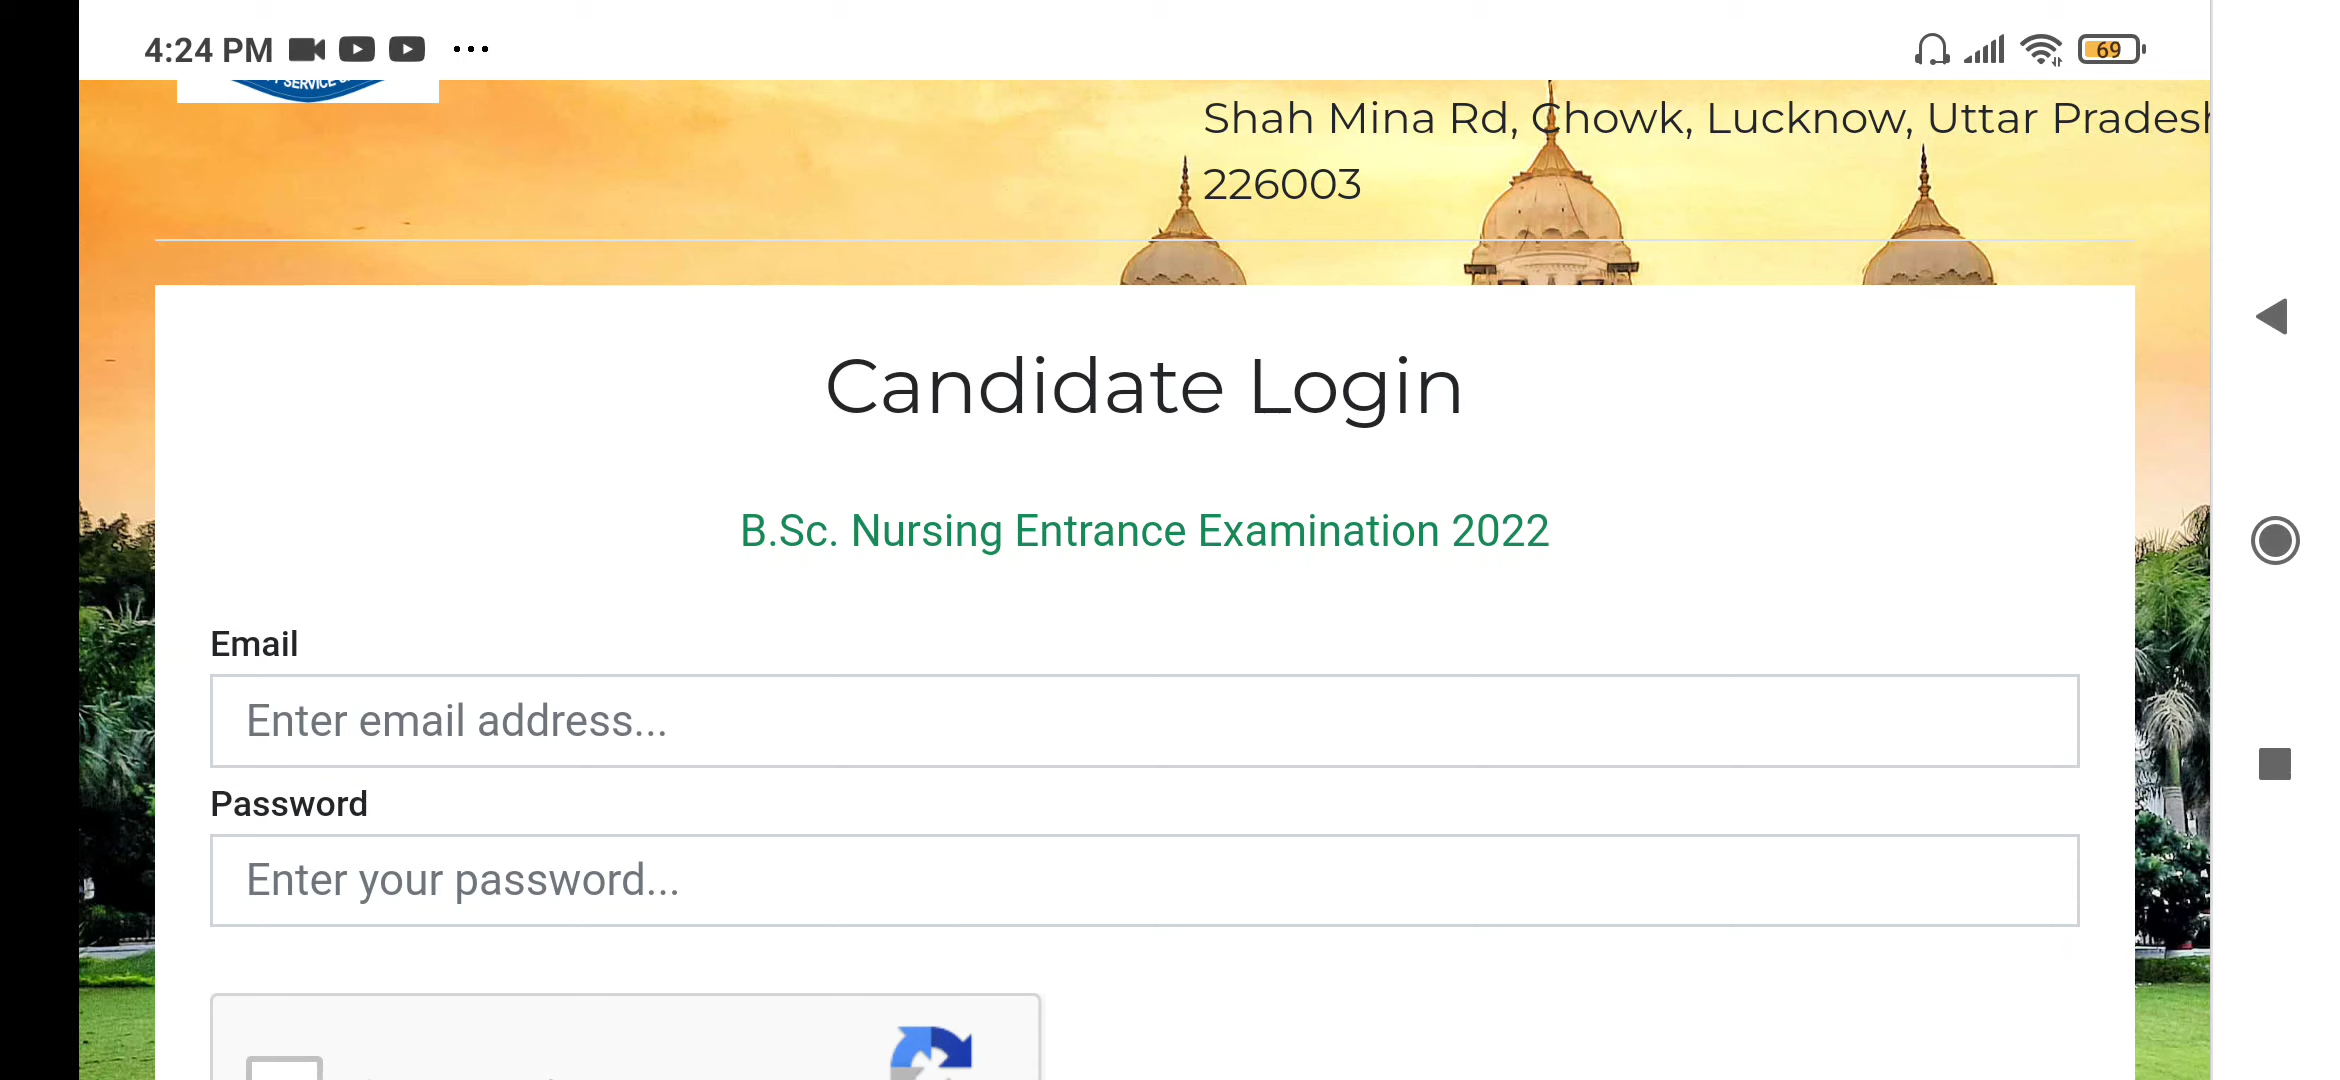 4:24 PM
69
SERVICE
Shah Mina Rd, Chowk, Lucknow, Uttar Pradesh
226003
Candidate Login
B.Sc. Nursing Entrance Examination 2022
Email
Enter email address...
Password
Enter your password...